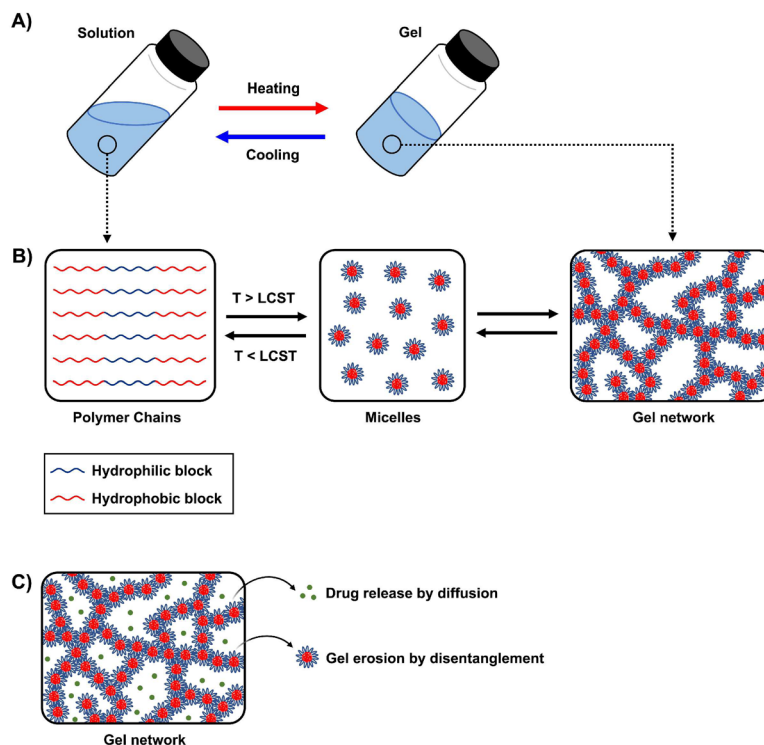 A)
Solution
Gel
Heating
Cooling
B)
T > LCST
T < LCST
Polymer Chains
Micelles
Gel network
Hydrophilic block
Hydrophobic block
C)
Drug release by diffusion
Gel erosion by disentanglement
Gel network